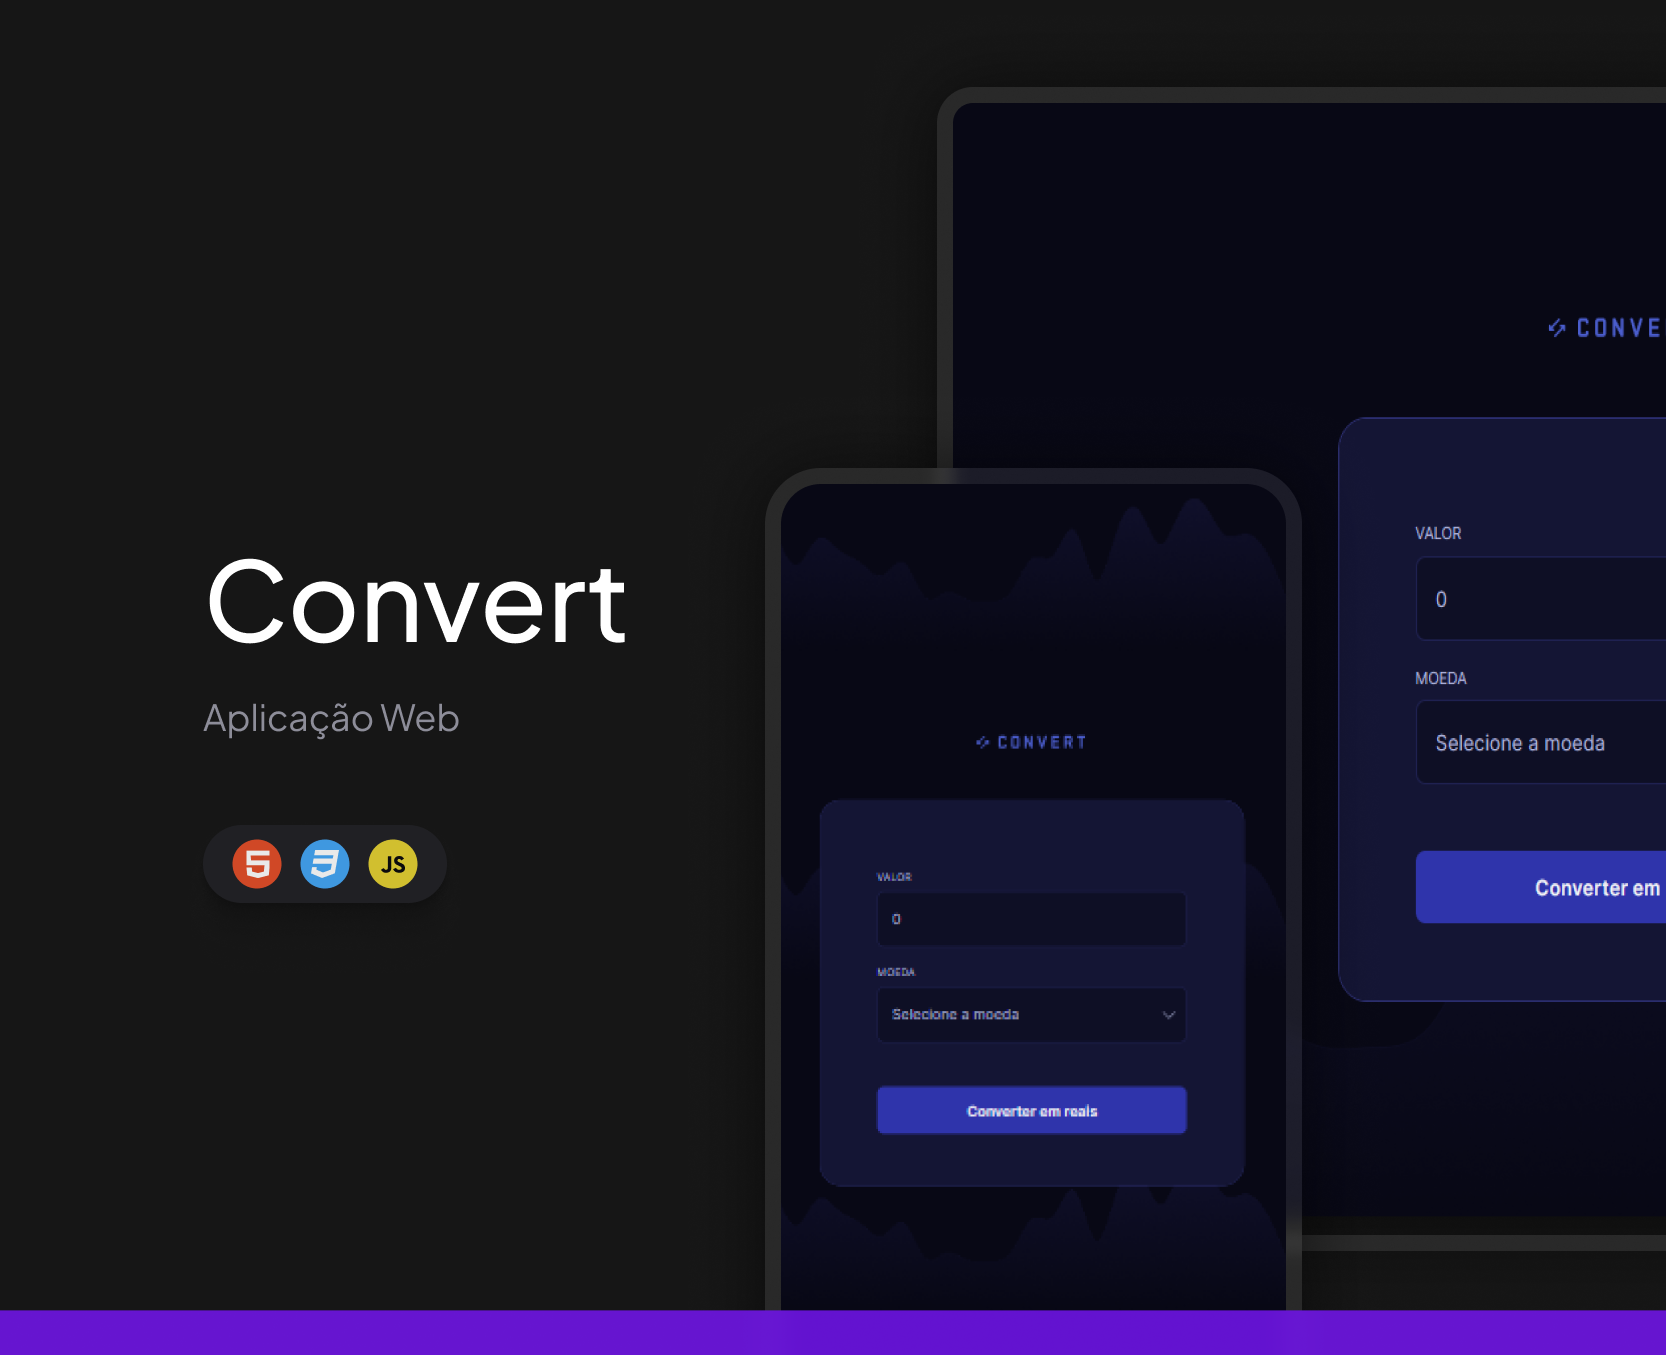 Convert
Aplicação Web
JS
CONVERT
VALOR
0
MOEDA
Selecione a moeda
Converter em reais
CONVE
VALOR
0
MOEDA
Selecione a moeda
Converter em